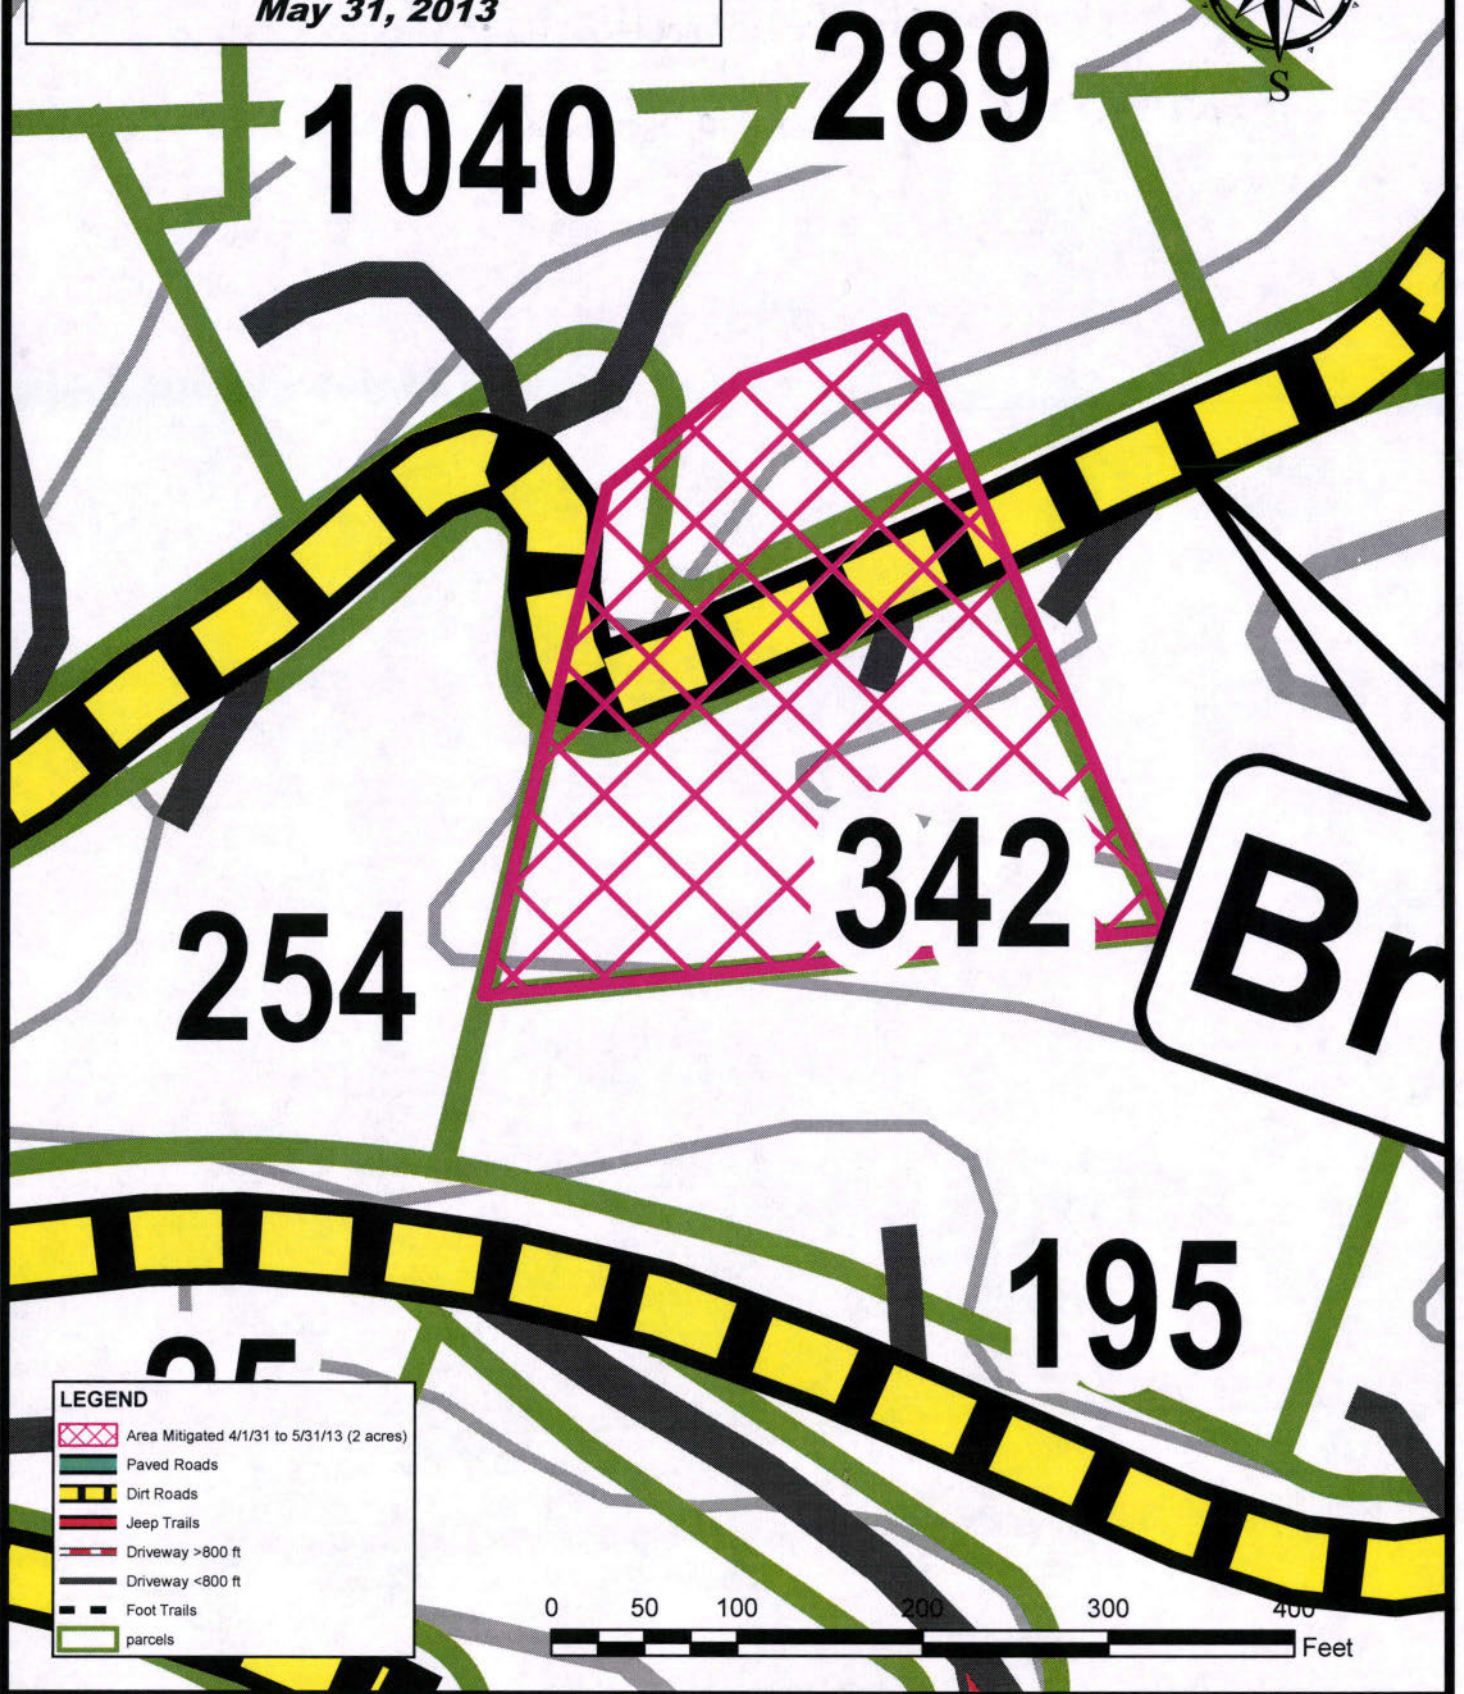 May 31, 2013
S
289
1040
342
254
Br
195
25
LEGEND
Area Mitigated 4/1/31 to 5/31/13 (2 acres)
Paved Roads
Dirt Roads
Jeep Trails
Driveway >800 ft
Driveway <800 ft
Foot Trails
parcels
0 50 100 200 300 400
Feet